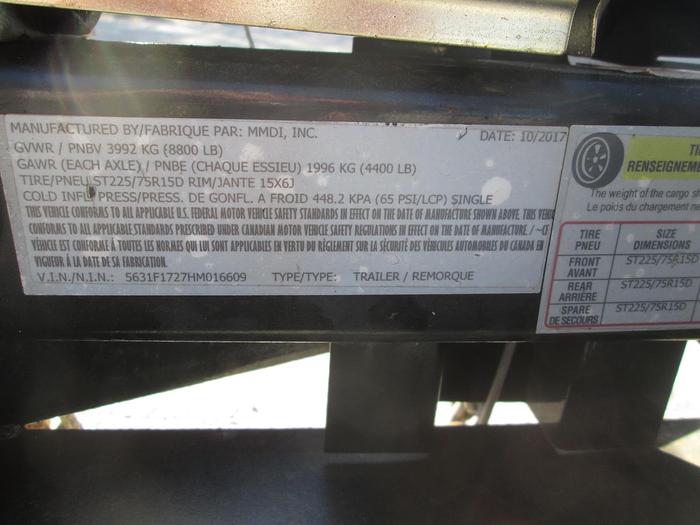 MANUFACTURED BY/FABRIQUE PAR: MMDI, INC. DATE: 10/2017
GVWR / PNBV 3992 KG (8800 LB)
GAWR (EACH AXLE) / PNBE (CHAQUE ESSIEU) 1996 KG (4400 LB)
TIRE/PNEU ST225/75R15D RIM/JANTE 15X6J
COLD INFL/PRESS/PRESS. DE GONFL. A FROID 448.2 KPA (65 PSI/LCP) SINGLE
THIS VEHICLE CONFORMS TO ALL APPLICABLE U.S. FEDERAL MOTOR VEHICLE SAFETY STANDARDS IN EFFECT ON THE DATE OF MANUFACTURE SHOWN ABOVE. THIS
CONFORMS TO ALL APPLICABLE STANDARDS PRESCRIBED UNDER CANADIAN MOTOR VEHICLE SAFETY REGULATIONS IN EFFECT ON THE DATE OF MANUFACTURE. / -CE
VÉHICLE EST CONFORME À TOUTES LES NORMES QUI LUI SONT APPLICABLES EN VERTU DU RÈGLEMENT SUR LA SÉCURITÉ DES VÉHICULES AUTOMOBILES DU CANADA EN
VIGUEUR À LA DATE DE SA FABRICATION.
V.I.N./N.I.N.: 5631F1727HM016609 TYPE/TYPE: TRAILER / REMORQUE
TI
RENSEIGNEMEN
The weight of the cargo s
Le poids du chargement ne
TIRE SIZE
PNEU DIMENSIONS
FRONT ST225/75R15D
AVANT
REAR ST225/75R15D
ARRIÈRE
SPARE ST225/75R15D
DE SECOURS